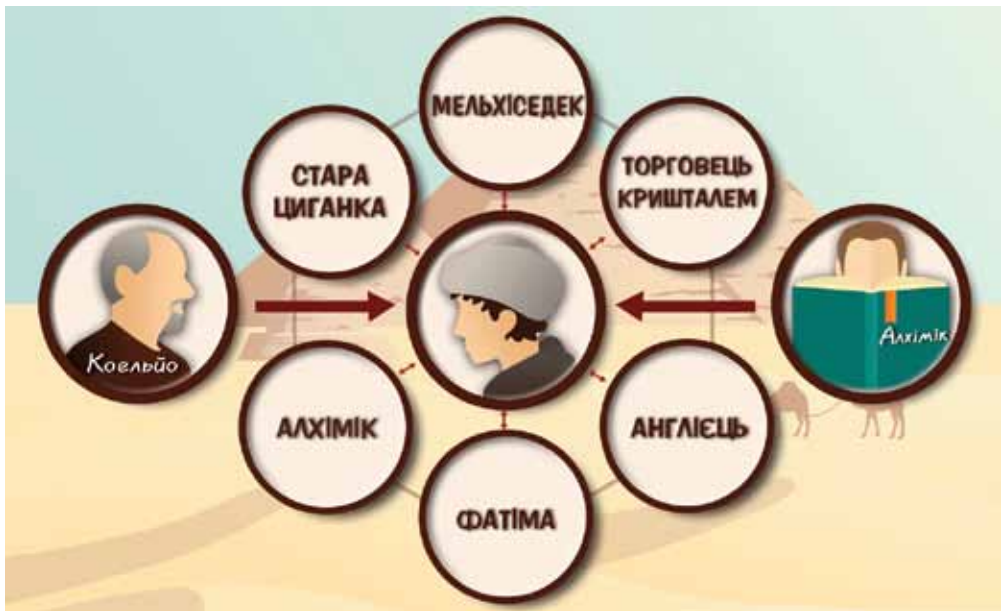 МЕЛЬХІСЕДЕК
СТАРА
ЦИГАНКА
ТОРГОВЕЦЬ
КРИШТАЛЕМ
Коельйо
Алхімік
АЛХІМІК
АНГЛІЄЦЬ
ФАТІМА